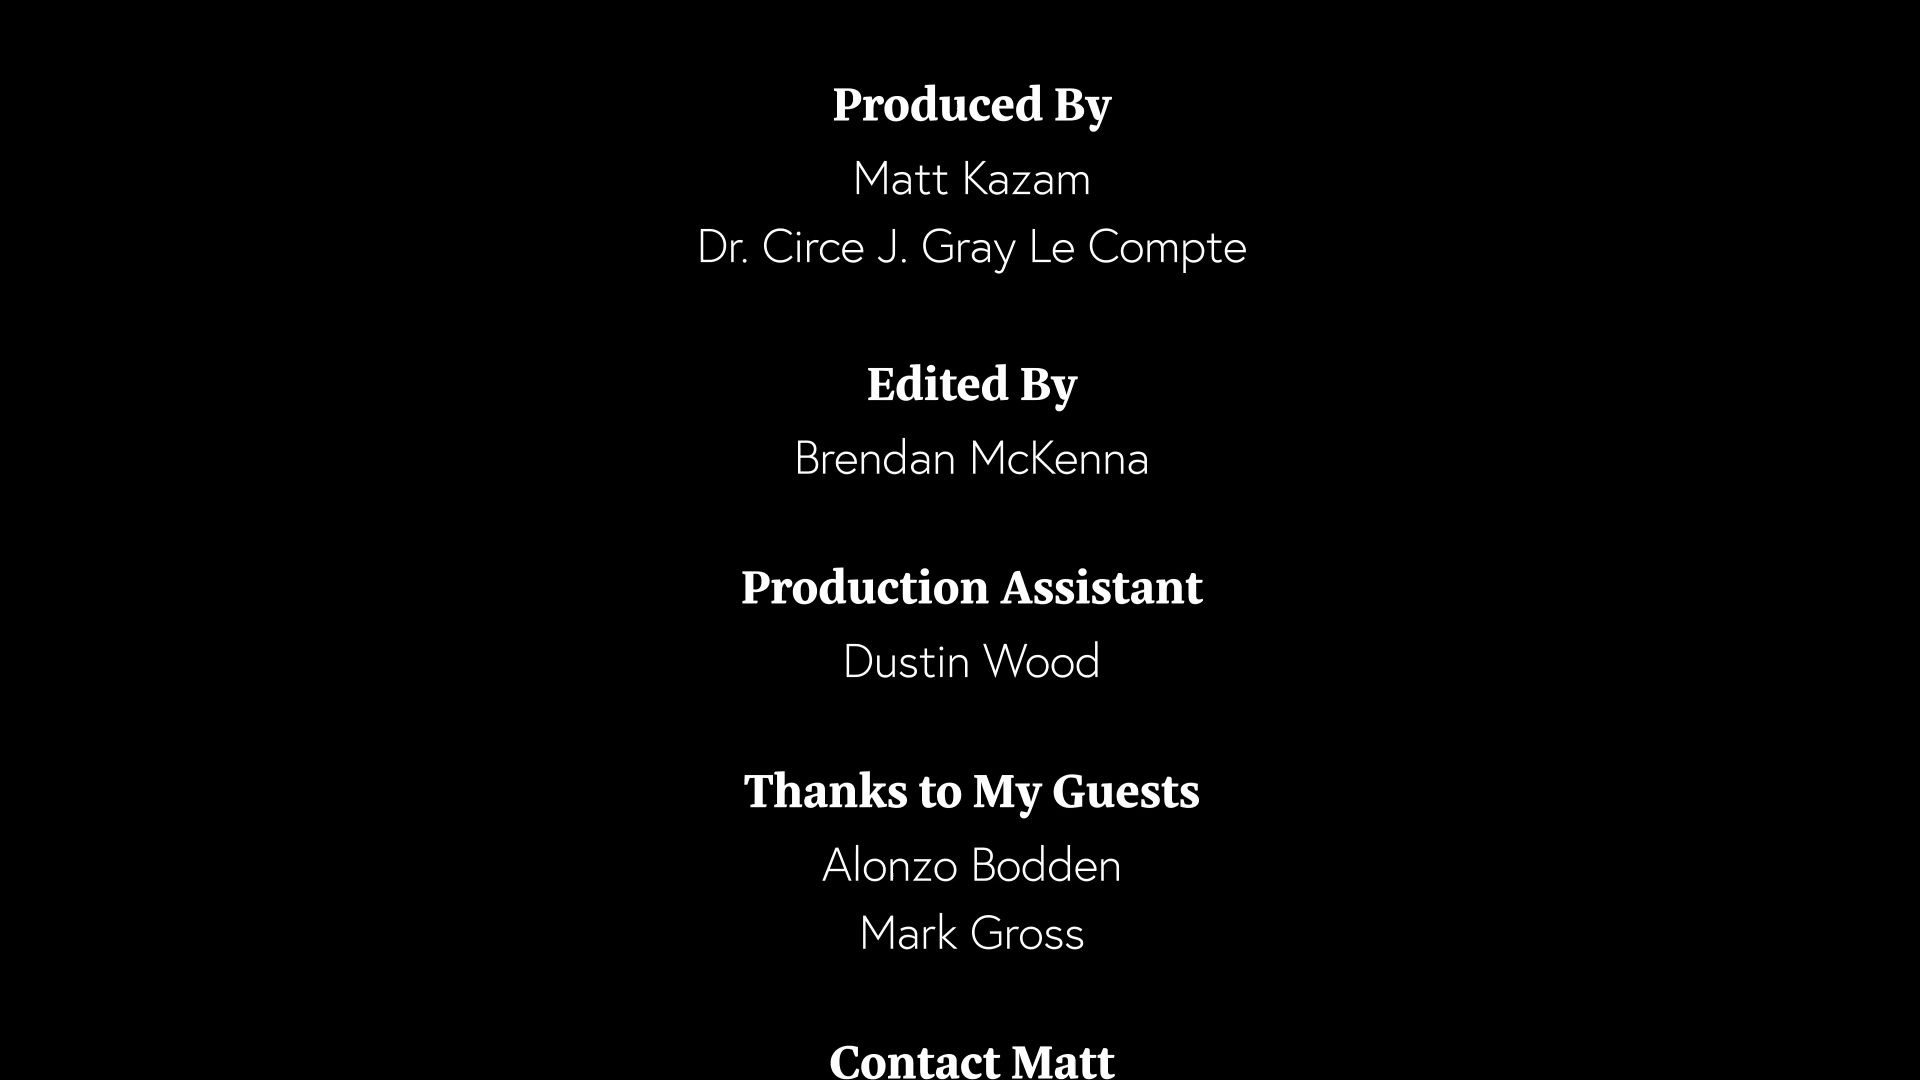 Produced By
Matt Kazam
Dr. Circe J. Gray Le Compte
Edited By
Brendan McKenna
Production Assistant
Dustin Wood
Thanks to My Guests
Alonzo Bodden
Mark Gross
Contact Matt